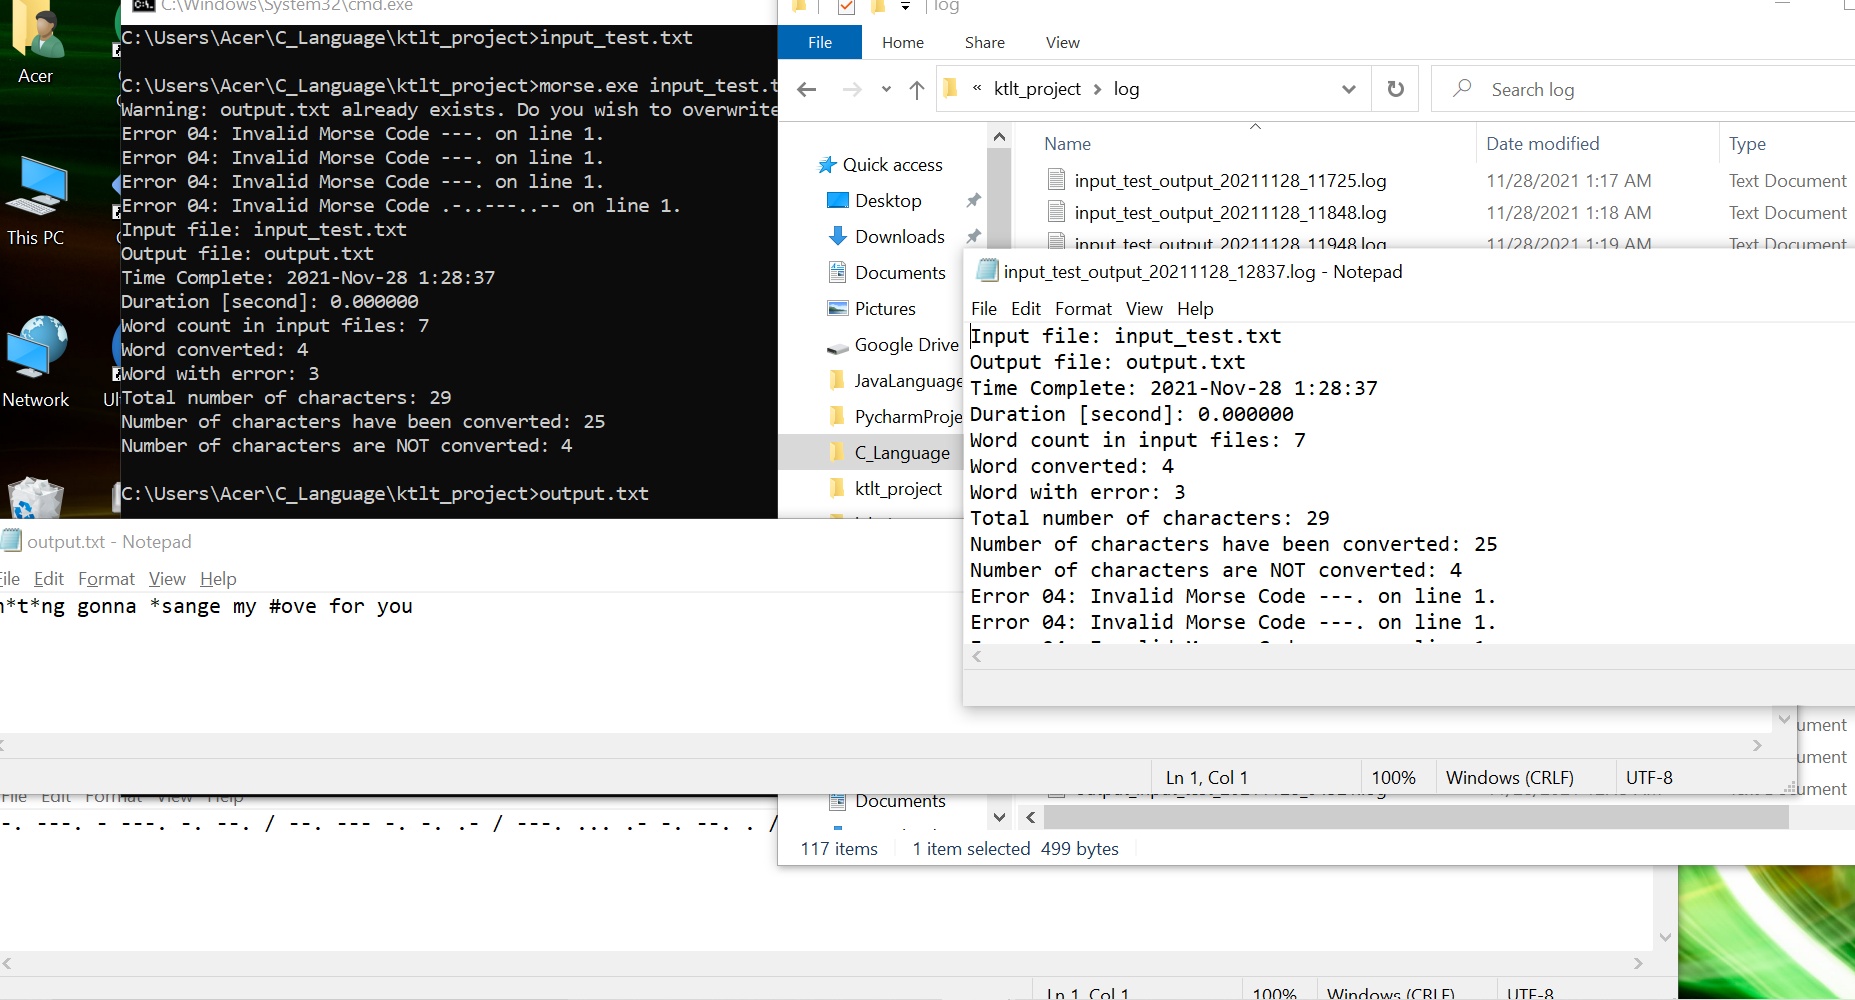 C:\Windows\System32\cmd.exe
C:\Users\Acer\C_Language\ktlt_project>input_test.txt
C:\Users\Acer\C_Language\ktlt_project>morse.exe input_test.t
Warning: output.txt already exists. Do you wish to overwrite
Error 04: Invalid Morse Code ---. on line 1.
Error 04: Invalid Morse Code ---. on line 1.
Error 04: Invalid Morse Code ---. on line 1.
Error 04: Invalid Morse Code .-..---..-- on line 1.
Input file: input_test.txt
Output file: output.txt
Time Complete: 2021-Nov-28 1:28:37
Duration [second]: 0.000000
Word count in input files: 7
Word converted: 4
Word with error: 3
Total number of characters: 29
Number of characters have been converted: 25
Number of characters are NOT converted: 4
C:\Users\Acer\C_Language\ktlt_project>output.txt
Acer
This PC
Network
Ul
log
File Home Share View
« ktlt_project > log
Search log
Name Date modified Type
Quick access
Desktop
Downloads
Documents
Pictures
Google Drive
JavaLanguage
PycharmProje
C_Language
ktlt_project
input_test_output_20211128_11725.log 11/28/2021 1:17 AM Text Document
input_test_output_20211128_11848.log 11/28/2021 1:18 AM Text Document
input_test_output_20211128_11948.log 11/28/2021 1:19 AM Text Document
input_test_output_20211128_12837.log - Notepad
File Edit Format View Help
Input file: input_test.txt
Output file: output.txt
Time Complete: 2021-Nov-28 1:28:37
Duration [second]: 0.000000
Word count in input files: 7
Word converted: 4
Word with error: 3
Total number of characters: 29
Number of characters have been converted: 25
Number of characters are NOT converted: 4
Error 04: Invalid Morse Code ---. on line 1.
Error 04: Invalid Morse Code ---. on line 1.
output.txt - Notepad
File Edit Format View Help
*t*ng gonna *sange my #ove for you
Ln 1, Col 1 100% Windows (CRLF) UTF-8
ument
ument
Text Document
File Edit Format View Help
-. ---. - ---. -. --. / --. --- -. -. .- / ---. ... .- -. --. . /
Documents
117 items 1 item selected 499 bytes
Ln 1, Col 1 100% Windows (CRLF) UTF-8